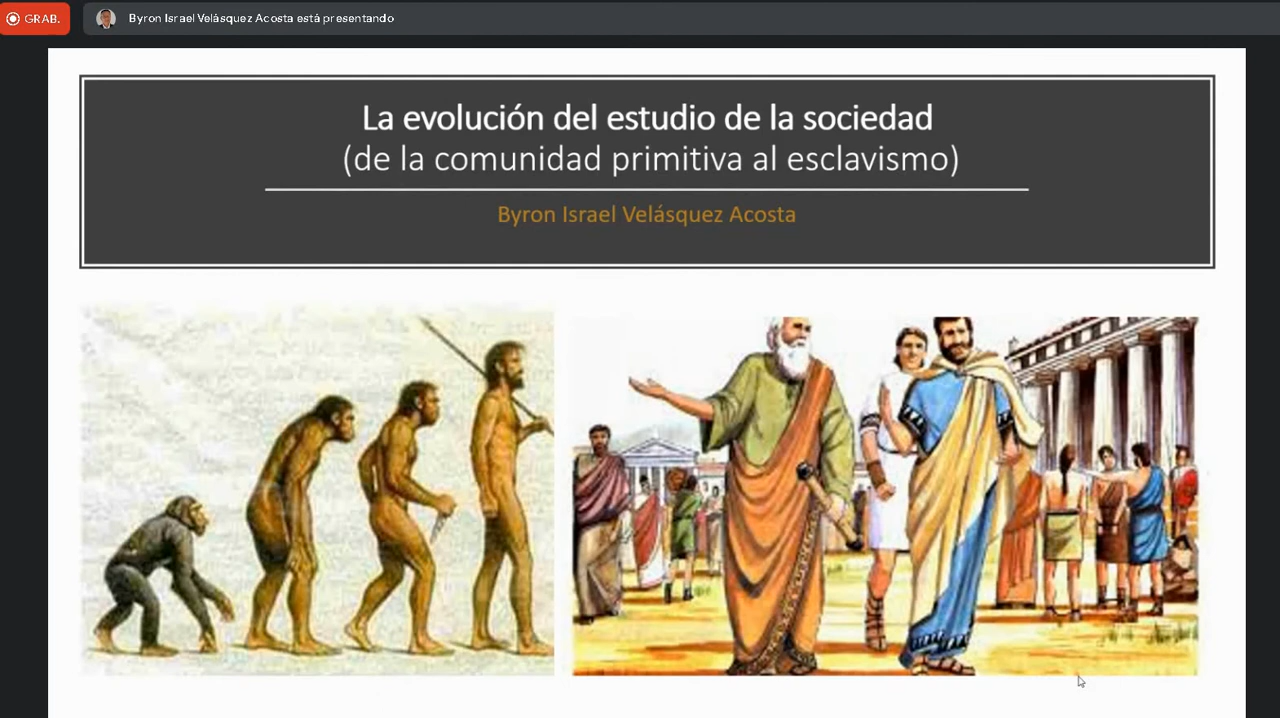 GRAB.
Byron Israel Velásquez Acosta está presentando
La evolución del estudio de la sociedad
(de la comunidad primitiva al esclavismo)
Byron Israel Velásquez Acosta